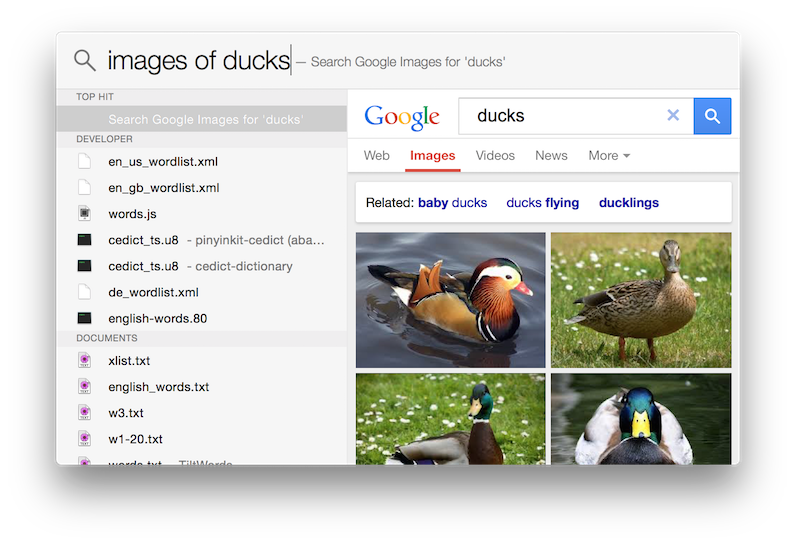 images of ducks — Search Google Images for 'ducks'
TOP HIT
Search Google Images for 'ducks'
DEVELOPER
en_us_wordlist.xml
en_gb_wordlist.xml
words.js
cedict_ts.u8 - pinyinkit-cedict (aba...
cedict_ts.u8 - cedict-dictionary
de_wordlist.xml
english-words.80
DOCUMENTS
xlist.txt
english_words.txt
w3.txt
w1-20.txt
words.txt — TiltWords
Google ducks
Web Images Videos News More
Related: baby ducks ducks flying ducklings